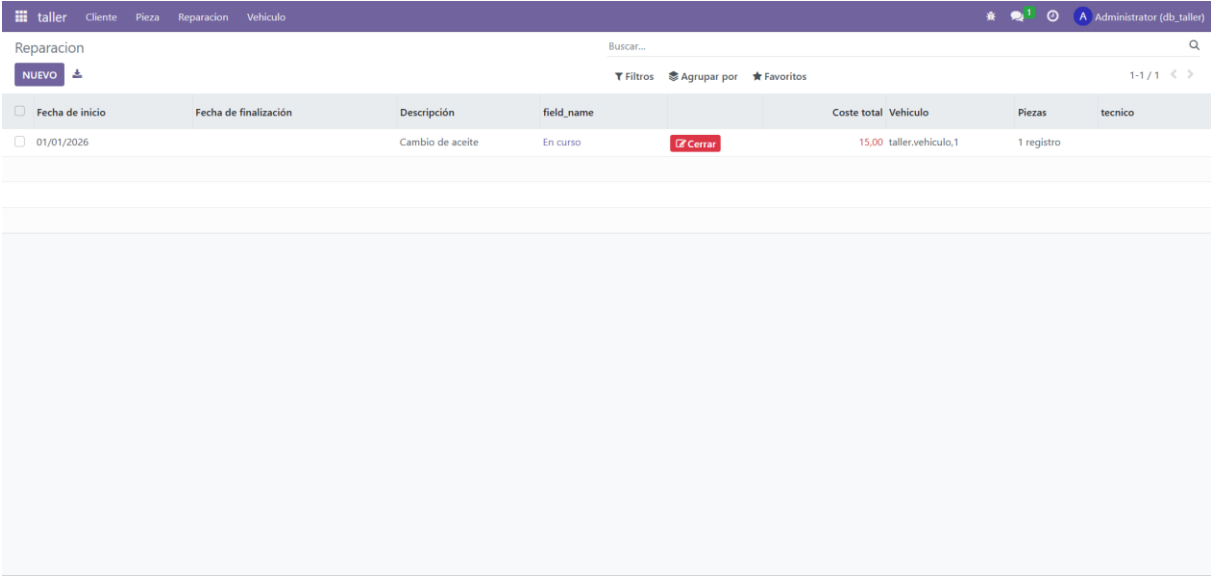 taller Cliente Pieza Reparacion Vehiculo 1 A Administrator (db_taller)
Reparacion Buscar...
NUEVO Filtros Agrupar por Favoritos 1-1 / 1
Fecha de inicio Fecha de finalización Descripción field_name Coste total Vehiculo Piezas tecnico
01/01/2026 Cambio de aceite En curso Cerrar 15,00 taller.vehiculo,1 1 registro